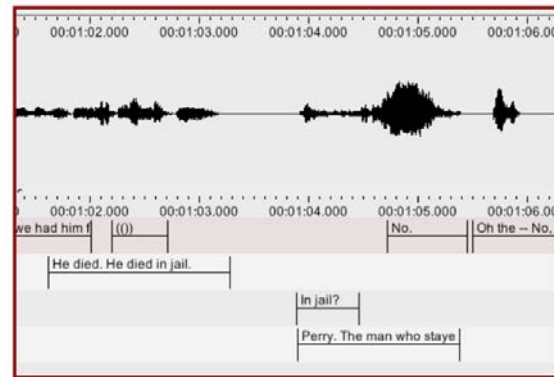 00:01:02.000 00:01:03.000 00:01:04.000 00:01:05.000 00:01:06.00
00:01:02.000 00:01:03.000 00:01:04.000 00:01:05.000 00:01:06.00
we had him f (()) No. Oh the -- No,
He died. He died in jail.
In jail?
Perry. The man who staye